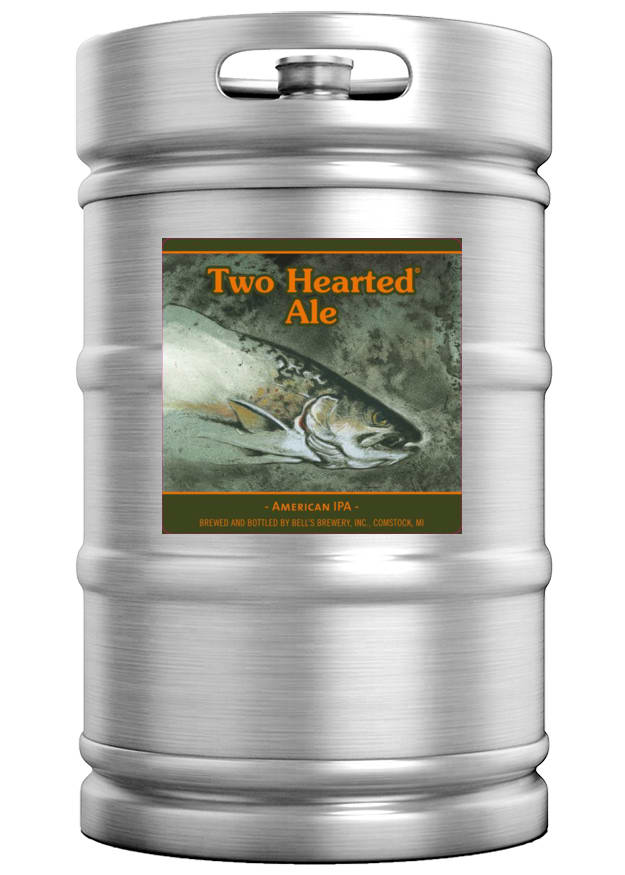 Two Hearted®
Ale
- American IPA -
BREWED AND BOTTLED BY BELL'S BREWERY, INC., COMSTOCK, MI